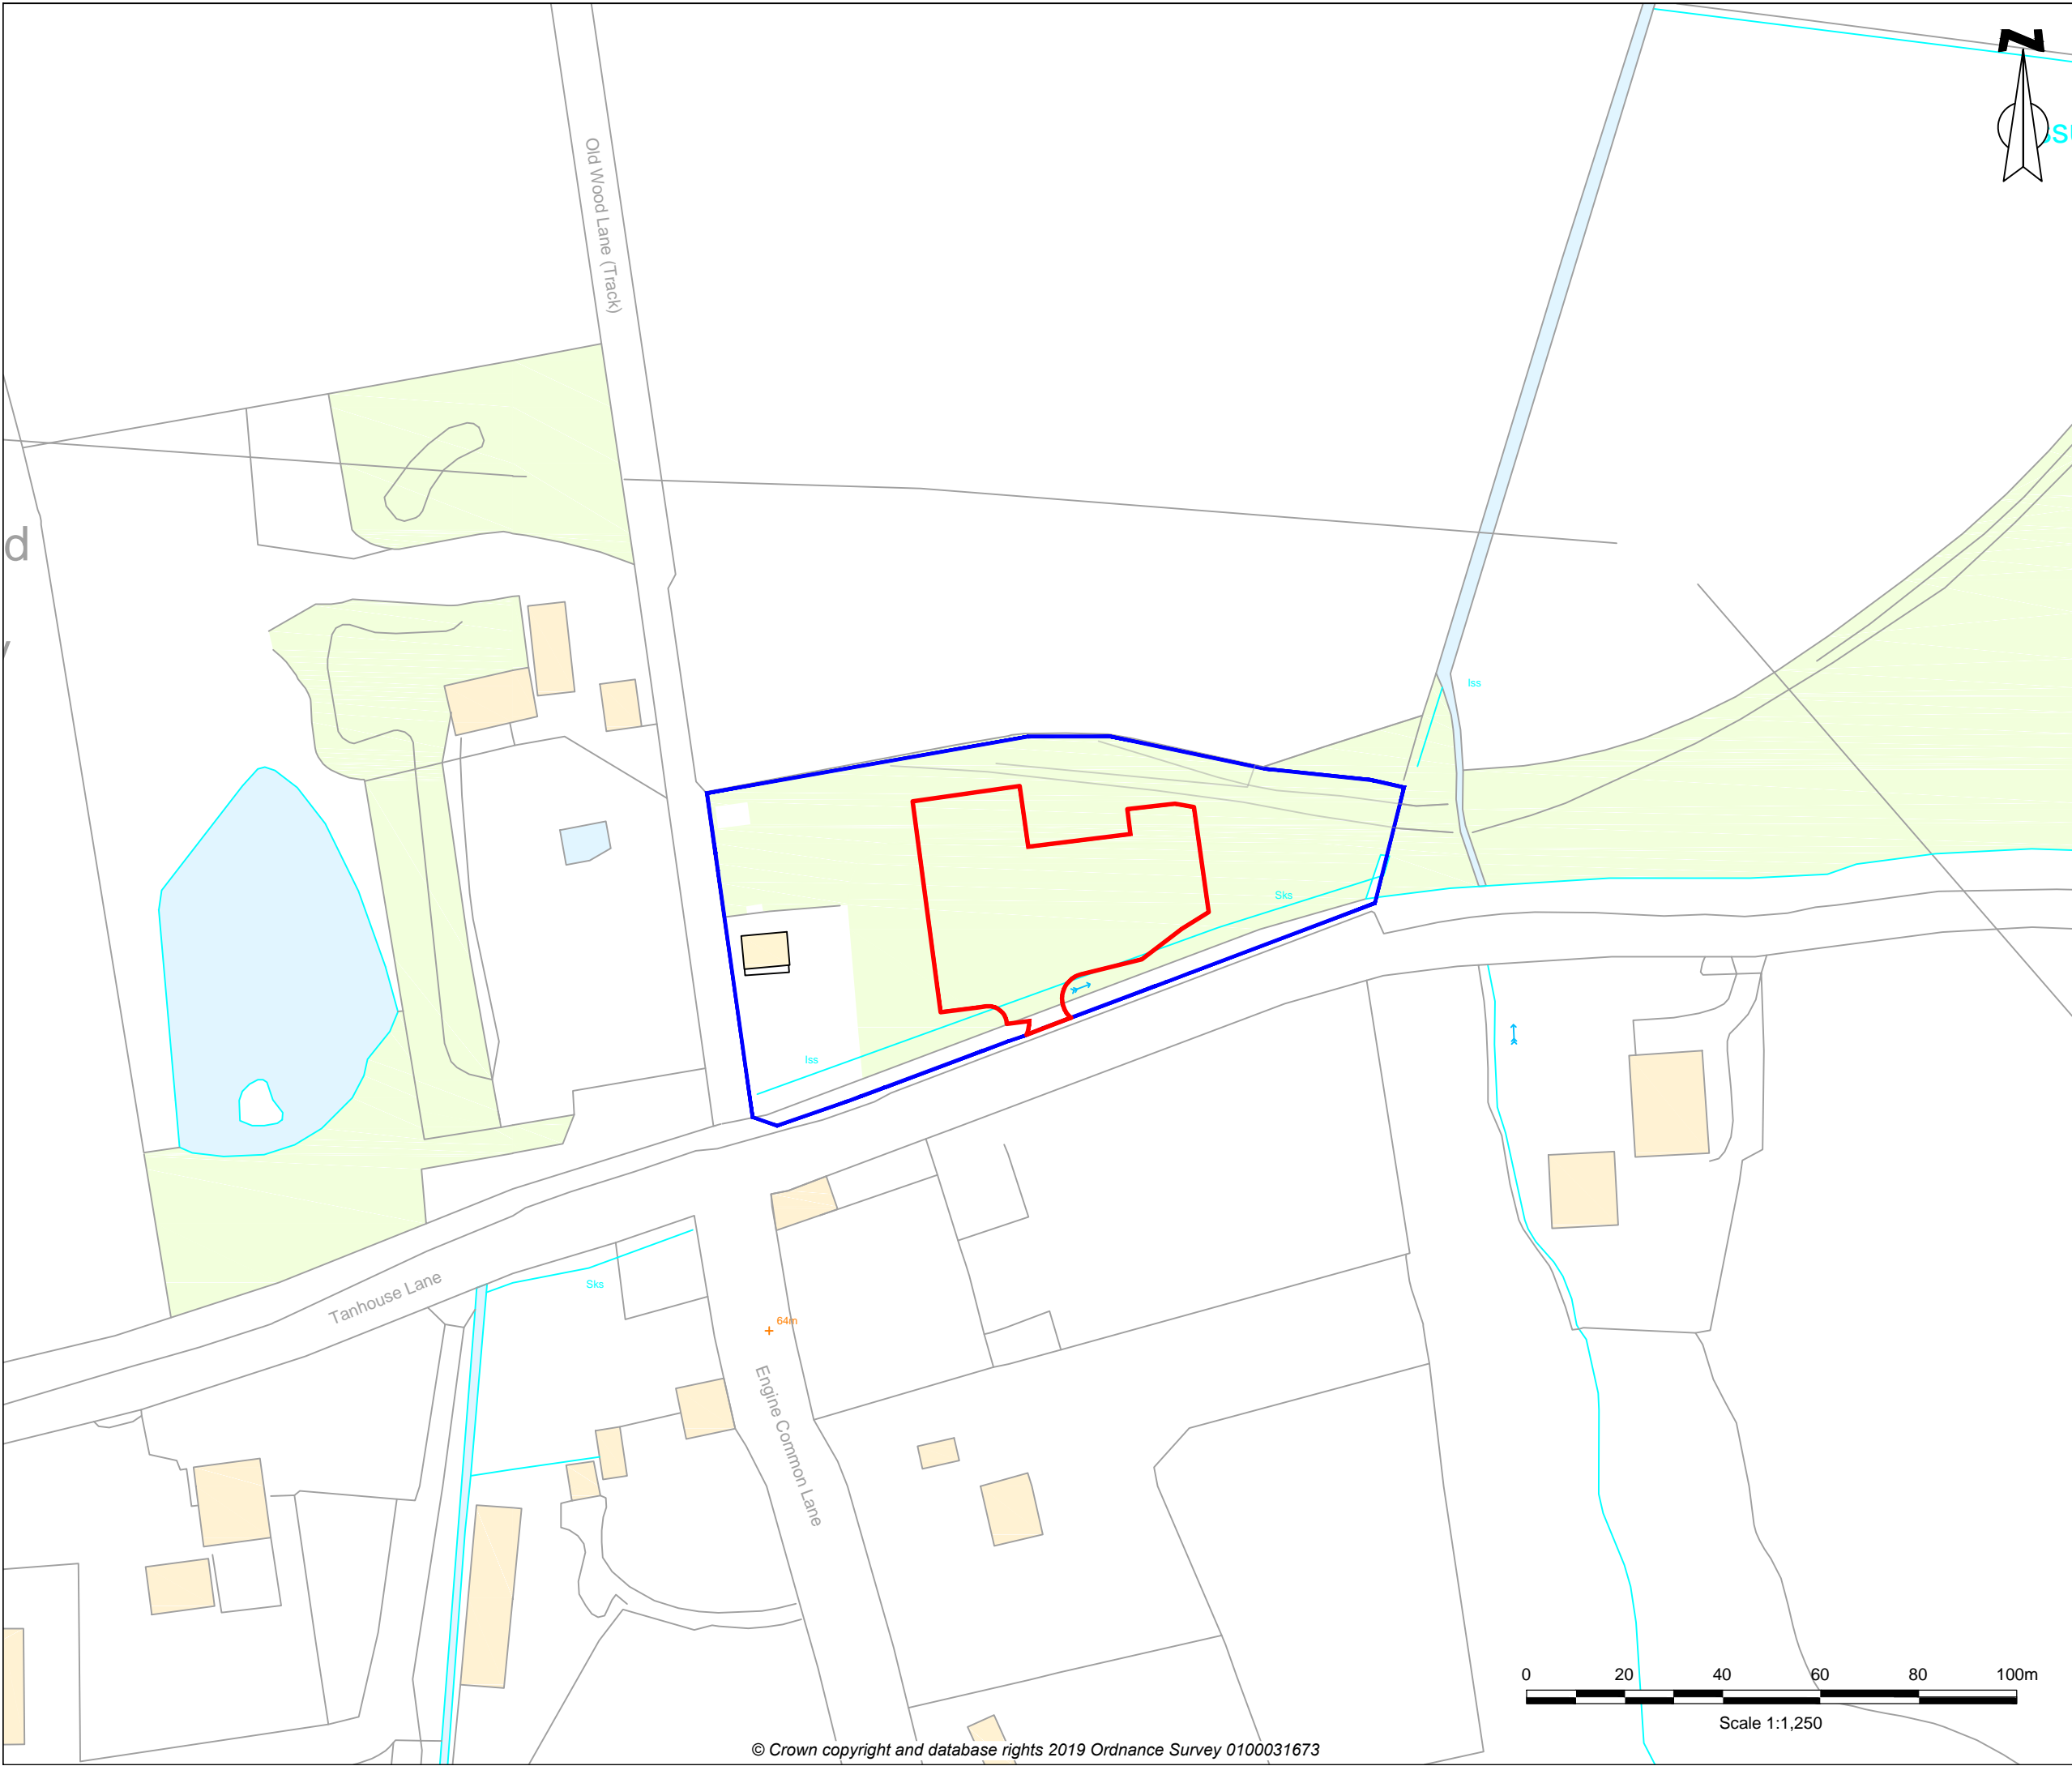 N
Old Wood Lane (Track)
d
y
Iss
Sks
Iss
Tanhouse Lane
Sks
64m
Engine Common Lane
0 20 40 60 80 100m
Scale 1:1,250
© Crown copyright and database rights 2019 Ordnance Survey 0100031673